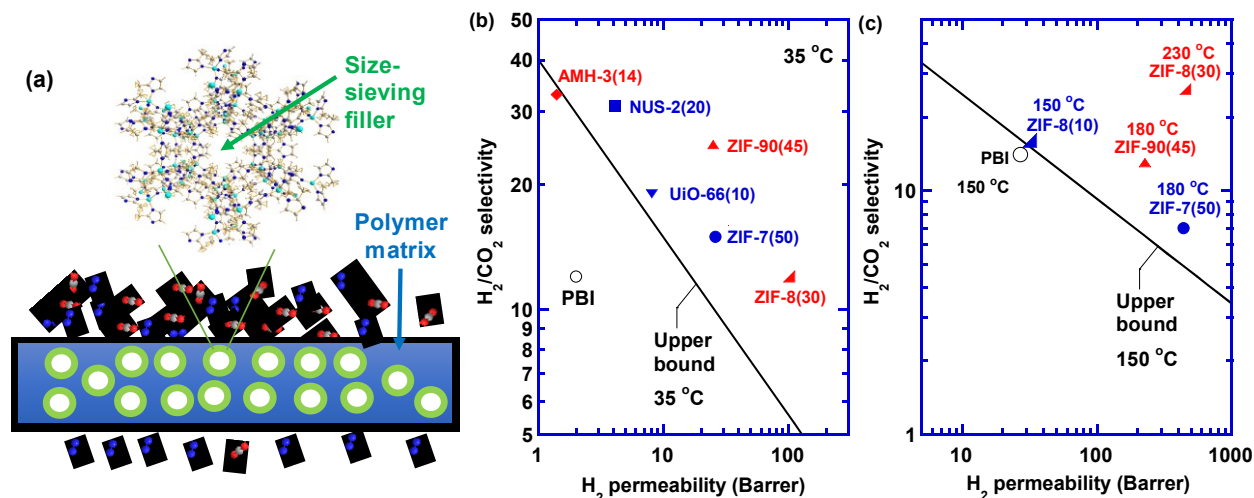 (a)
Size-
sieving
filler
Polymer
matrix
(b)
50
40
30
20
10
9
8
7
6
5
1
10
100
H2/CO2 selectivity
H2 permeability (Barrer)
35 °C
AMH-3(14)
NUS-2(20)
ZIF-90(45)
UiO-66(10)
ZIF-7(50)
PBI
ZIF-8(30)
Upper
bound
35 °C
(c)
10
1
5
10
100
1000
H2/CO2 selectivity
H2 permeability (Barrer)
230 °C
ZIF-8(30)
150 °C
ZIF-8(10)
180 °C
ZIF-90(45)
PBI
150 °C
180 °C
ZIF-7(50)
Upper
bound
150 °C